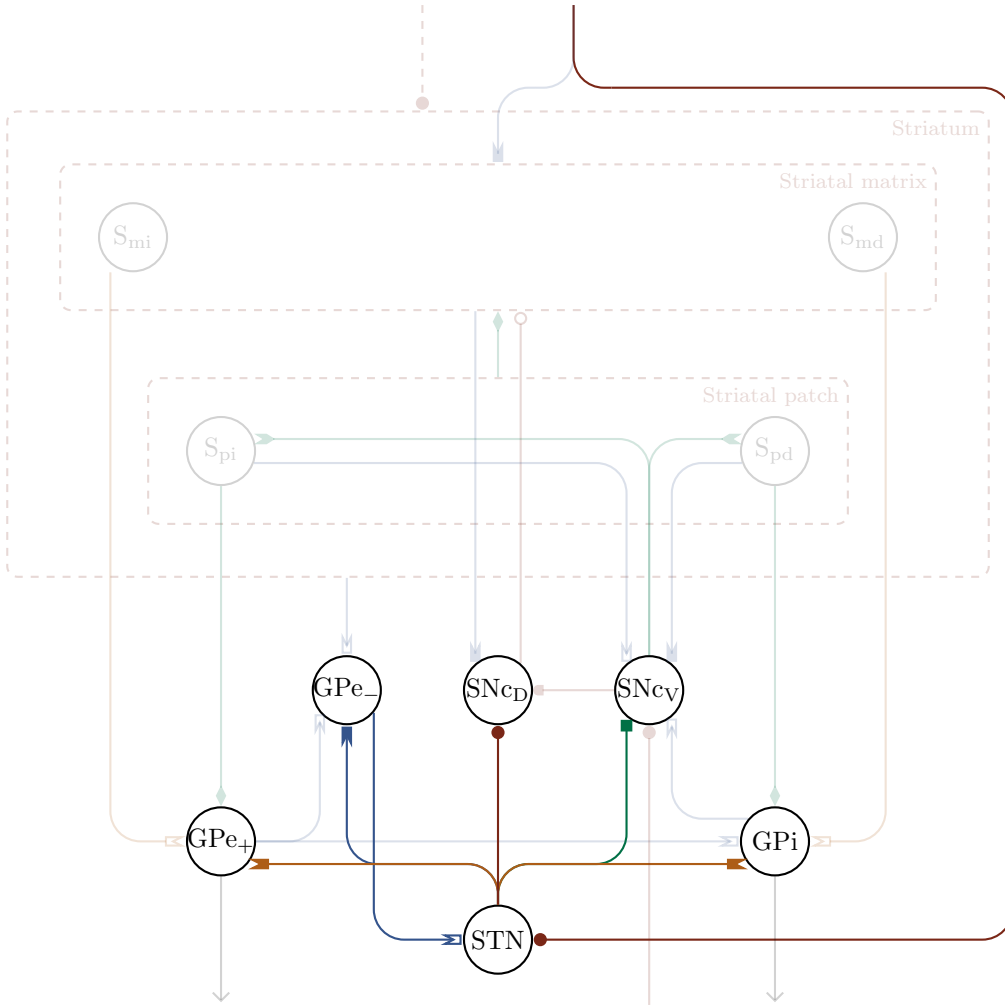 Striatum
Striatal matrix
S_mi
S_md
Striatal patch
S_pi
S_pd
GPe_−
SNc_D
SNc_V
GPe_+
GPi
STN